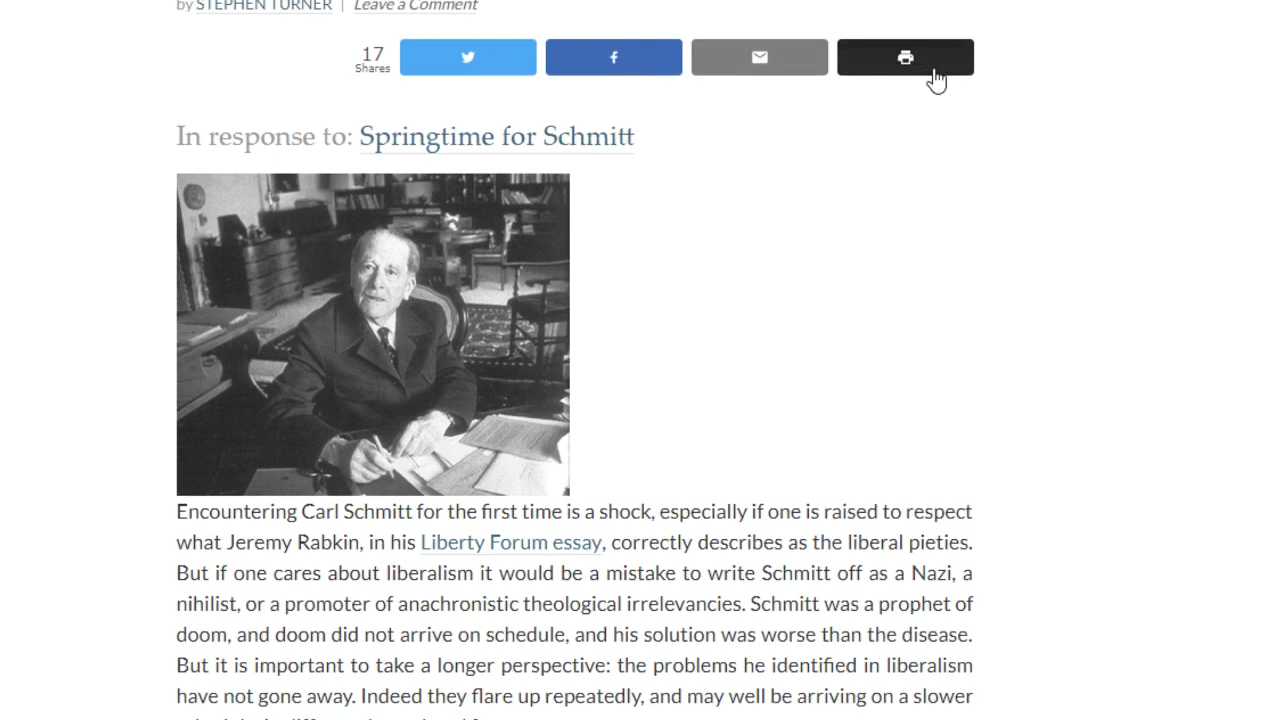 by STEPHEN TURNER | Leave a Comment
17
Shares
In response to: Springtime for Schmitt
Encountering Carl Schmitt for the first time is a shock, especially if one is raised to respect
what Jeremy Rabkin, in his Liberty Forum essay, correctly describes as the liberal pieties.
But if one cares about liberalism it would be a mistake to write Schmitt off as a Nazi, a
nihilist, or a promoter of anachronistic theological irrelevancies. Schmitt was a prophet of
doom, and doom did not arrive on schedule, and his solution was worse than the disease.
But it is important to take a longer perspective: the problems he identified in liberalism
have not gone away. Indeed they flare up repeatedly, and may well be arriving on a slower